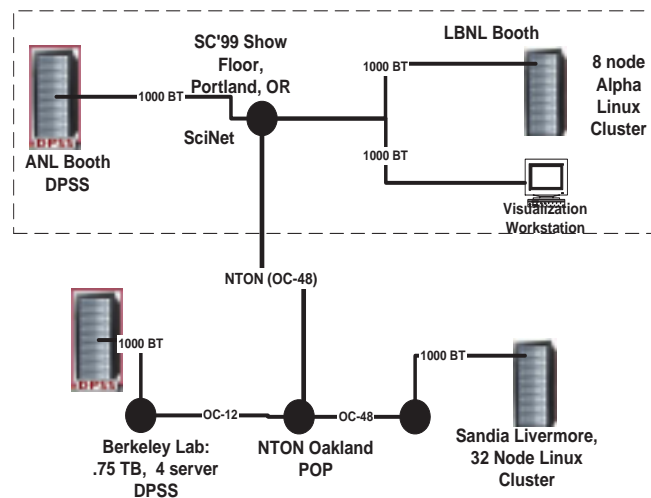 SC'99 Show
Floor,
Portland, OR
SciNet
LBNL Booth
8 node
Alpha
Linux
Cluster
1000 BT
1000 BT
1000 BT
DPSS
ANL Booth
DPSS
Visualization
Workstation
NTON (OC-48)
DPSS
1000 BT
1000 BT
OC-12
OC-48
Berkeley Lab:
.75 TB, 4 server
DPSS
NTON Oakland
POP
Sandia Livermore,
32 Node Linux
Cluster